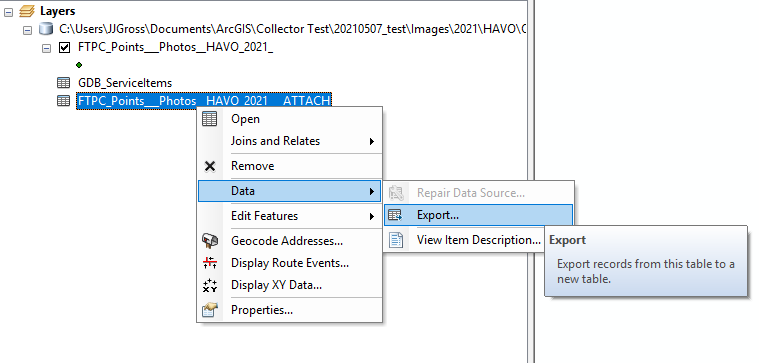 Layers
C:\Users\JJGross\Documents\ArcGIS\Collector Test\20210507_test\Images\2021\HAVO\
FTPC_Points___Photos__HAVO_2021_
GDB_ServiceItems
FTPC_Points___Photos__HAVO_2021__ATTACH
Open
Joins and Relates
Remove
Data
Repair Data Source...
Edit Features
Export...
Geocode Addresses...
View Item Description...
Export
Display Route Events...
Export records from this table to a
new table.
Display XY Data...
Properties...